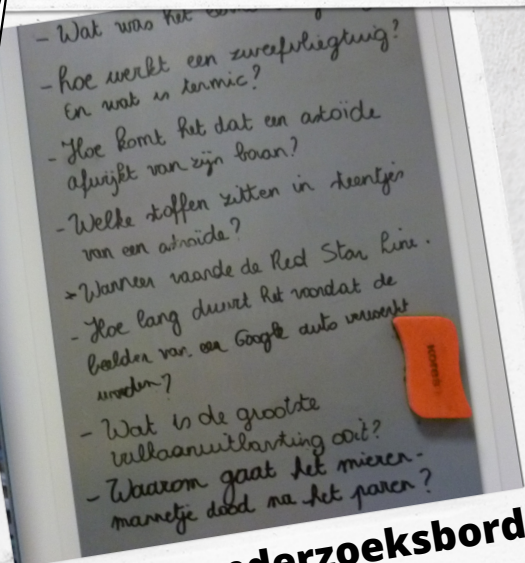 - Wat was het
- hoe werkt een zweefvliegtuig?
En wat is termic?
- Hoe komt het dat een astoïde
afwijkt van zijn baan?
- Welke stoffen zitten in steentjes
van een astroïde?
- Wanneer vaarde de Red Star Line.
- Hoe lang duurt het voordat de
beelden van een Google auto verwerkt
worden?
- Wat is de grootste
vulkaanuitbarsting ooit?
- Waarom gaat het mieren-
mannetje dood na het paren?
KORES
derzoeksbord